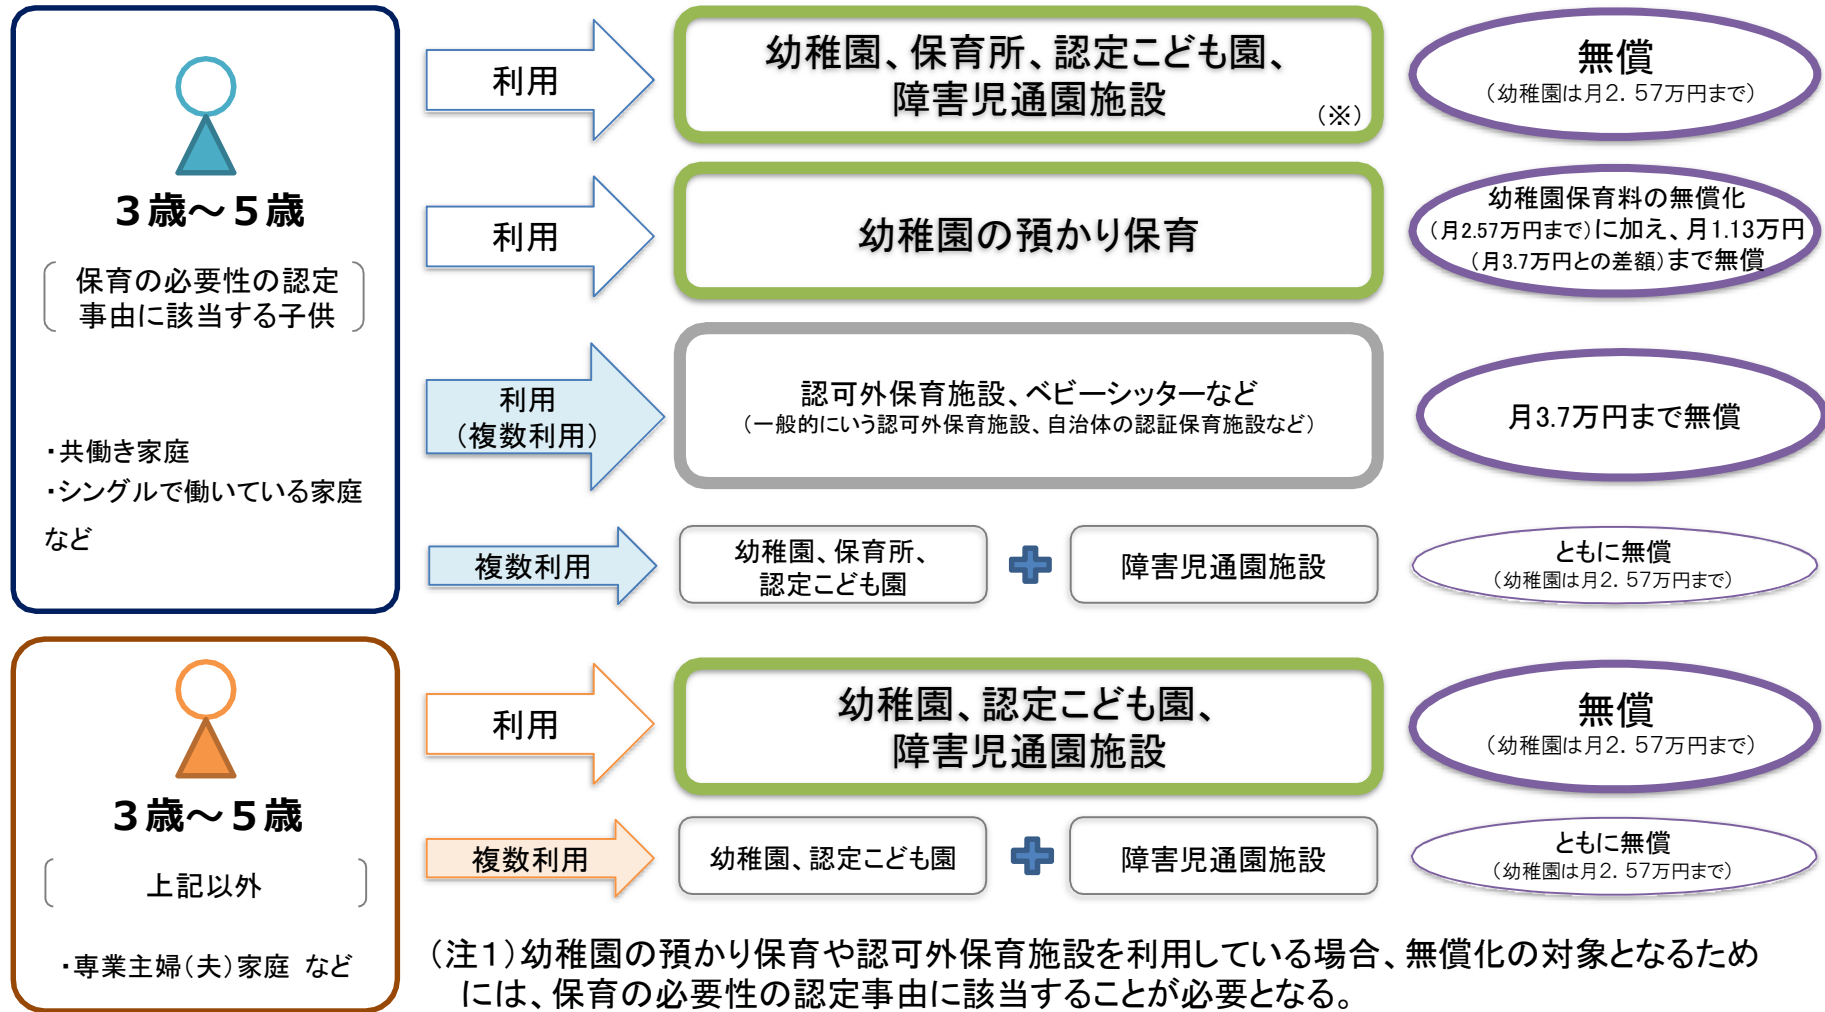 3歳～5歳
保育の必要性の認定
事由に該当する子供
・共働き家庭
・シングルで働いている家庭
など
利用
幼稚園、保育所、認定こども園、
障害児通園施設
(※)
無償
(幼稚園は月2.57万円まで)
利用
幼稚園の預かり保育
幼稚園保育料の無償化
(月2.57万円まで)に加え、月1.13万円
(月3.7万円との差額)まで無償
利用
(複数利用)
認可外保育施設、ベビーシッターなど
(一般的にいう認可外保育施設、自治体の認証保育施設など)
月3.7万円まで無償
複数利用
幼稚園、保育所、
認定こども園
障害児通園施設
ともに無償
(幼稚園は月2.57万円まで)
3歳～5歳
上記以外
・専業主婦(夫)家庭 など
利用
幼稚園、認定こども園、
障害児通園施設
無償
(幼稚園は月2.57万円まで)
複数利用
幼稚園、認定こども園
障害児通園施設
ともに無償
(幼稚園は月2.57万円まで)
(注1)幼稚園の預かり保育や認可外保育施設を利用している場合、無償化の対象となるため
には、保育の必要性の認定事由に該当することが必要となる。